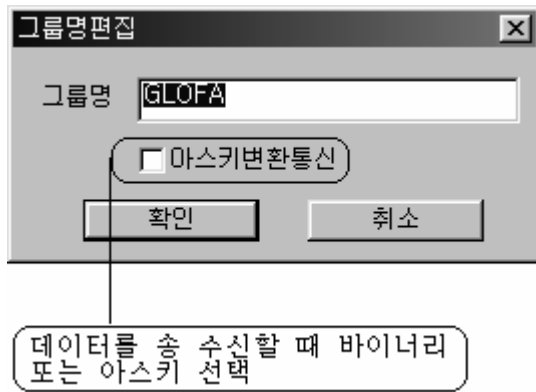 그룹명편집
그룹명 GLOFA
아스키변환통신
확인 취소
데이터를 송 수신할 때 바이너리
또는 아스키 선택